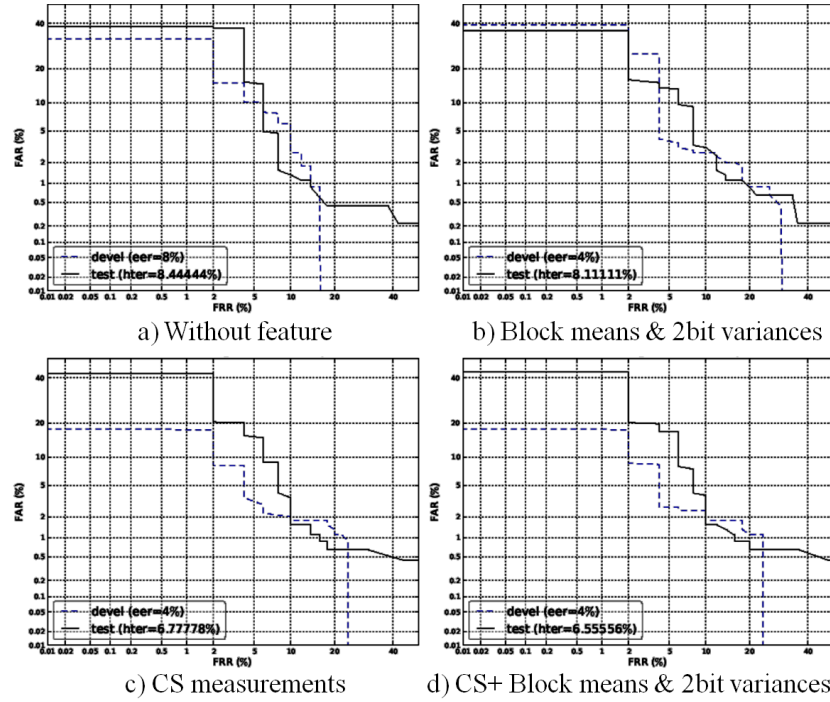 40
20
10
5
2
1
0.5
0.2
0.1
0.05
0.02
0.01
FAR (%)
devel (eer=8%)
test (hter=8.44444%)
0.01 0.02 0.05 0.1 0.2 0.5 1 2 5 10 20 40
FRR (%)
a) Without feature
40
20
10
5
2
1
0.5
0.2
0.1
0.05
0.02
0.01
FAR (%)
devel (eer=4%)
test (hter=8.11111%)
0.01 0.02 0.05 0.1 0.2 0.5 1 2 5 10 20 40
FRR (%)
b) Block means & 2bit variances
40
20
10
5
2
1
0.5
0.2
0.1
0.05
0.02
0.01
FAR (%)
devel (eer=4%)
test (hter=6.77778%)
0.01 0.02 0.05 0.1 0.2 0.5 1 2 5 10 20 40
FRR (%)
c) CS measurements
40
20
10
5
2
1
0.5
0.2
0.1
0.05
0.02
0.01
FAR (%)
devel (eer=4%)
test (hter=6.55556%)
0.01 0.02 0.05 0.1 0.2 0.5 1 2 5 10 20 40
FRR (%)
d) CS+ Block means & 2bit variances